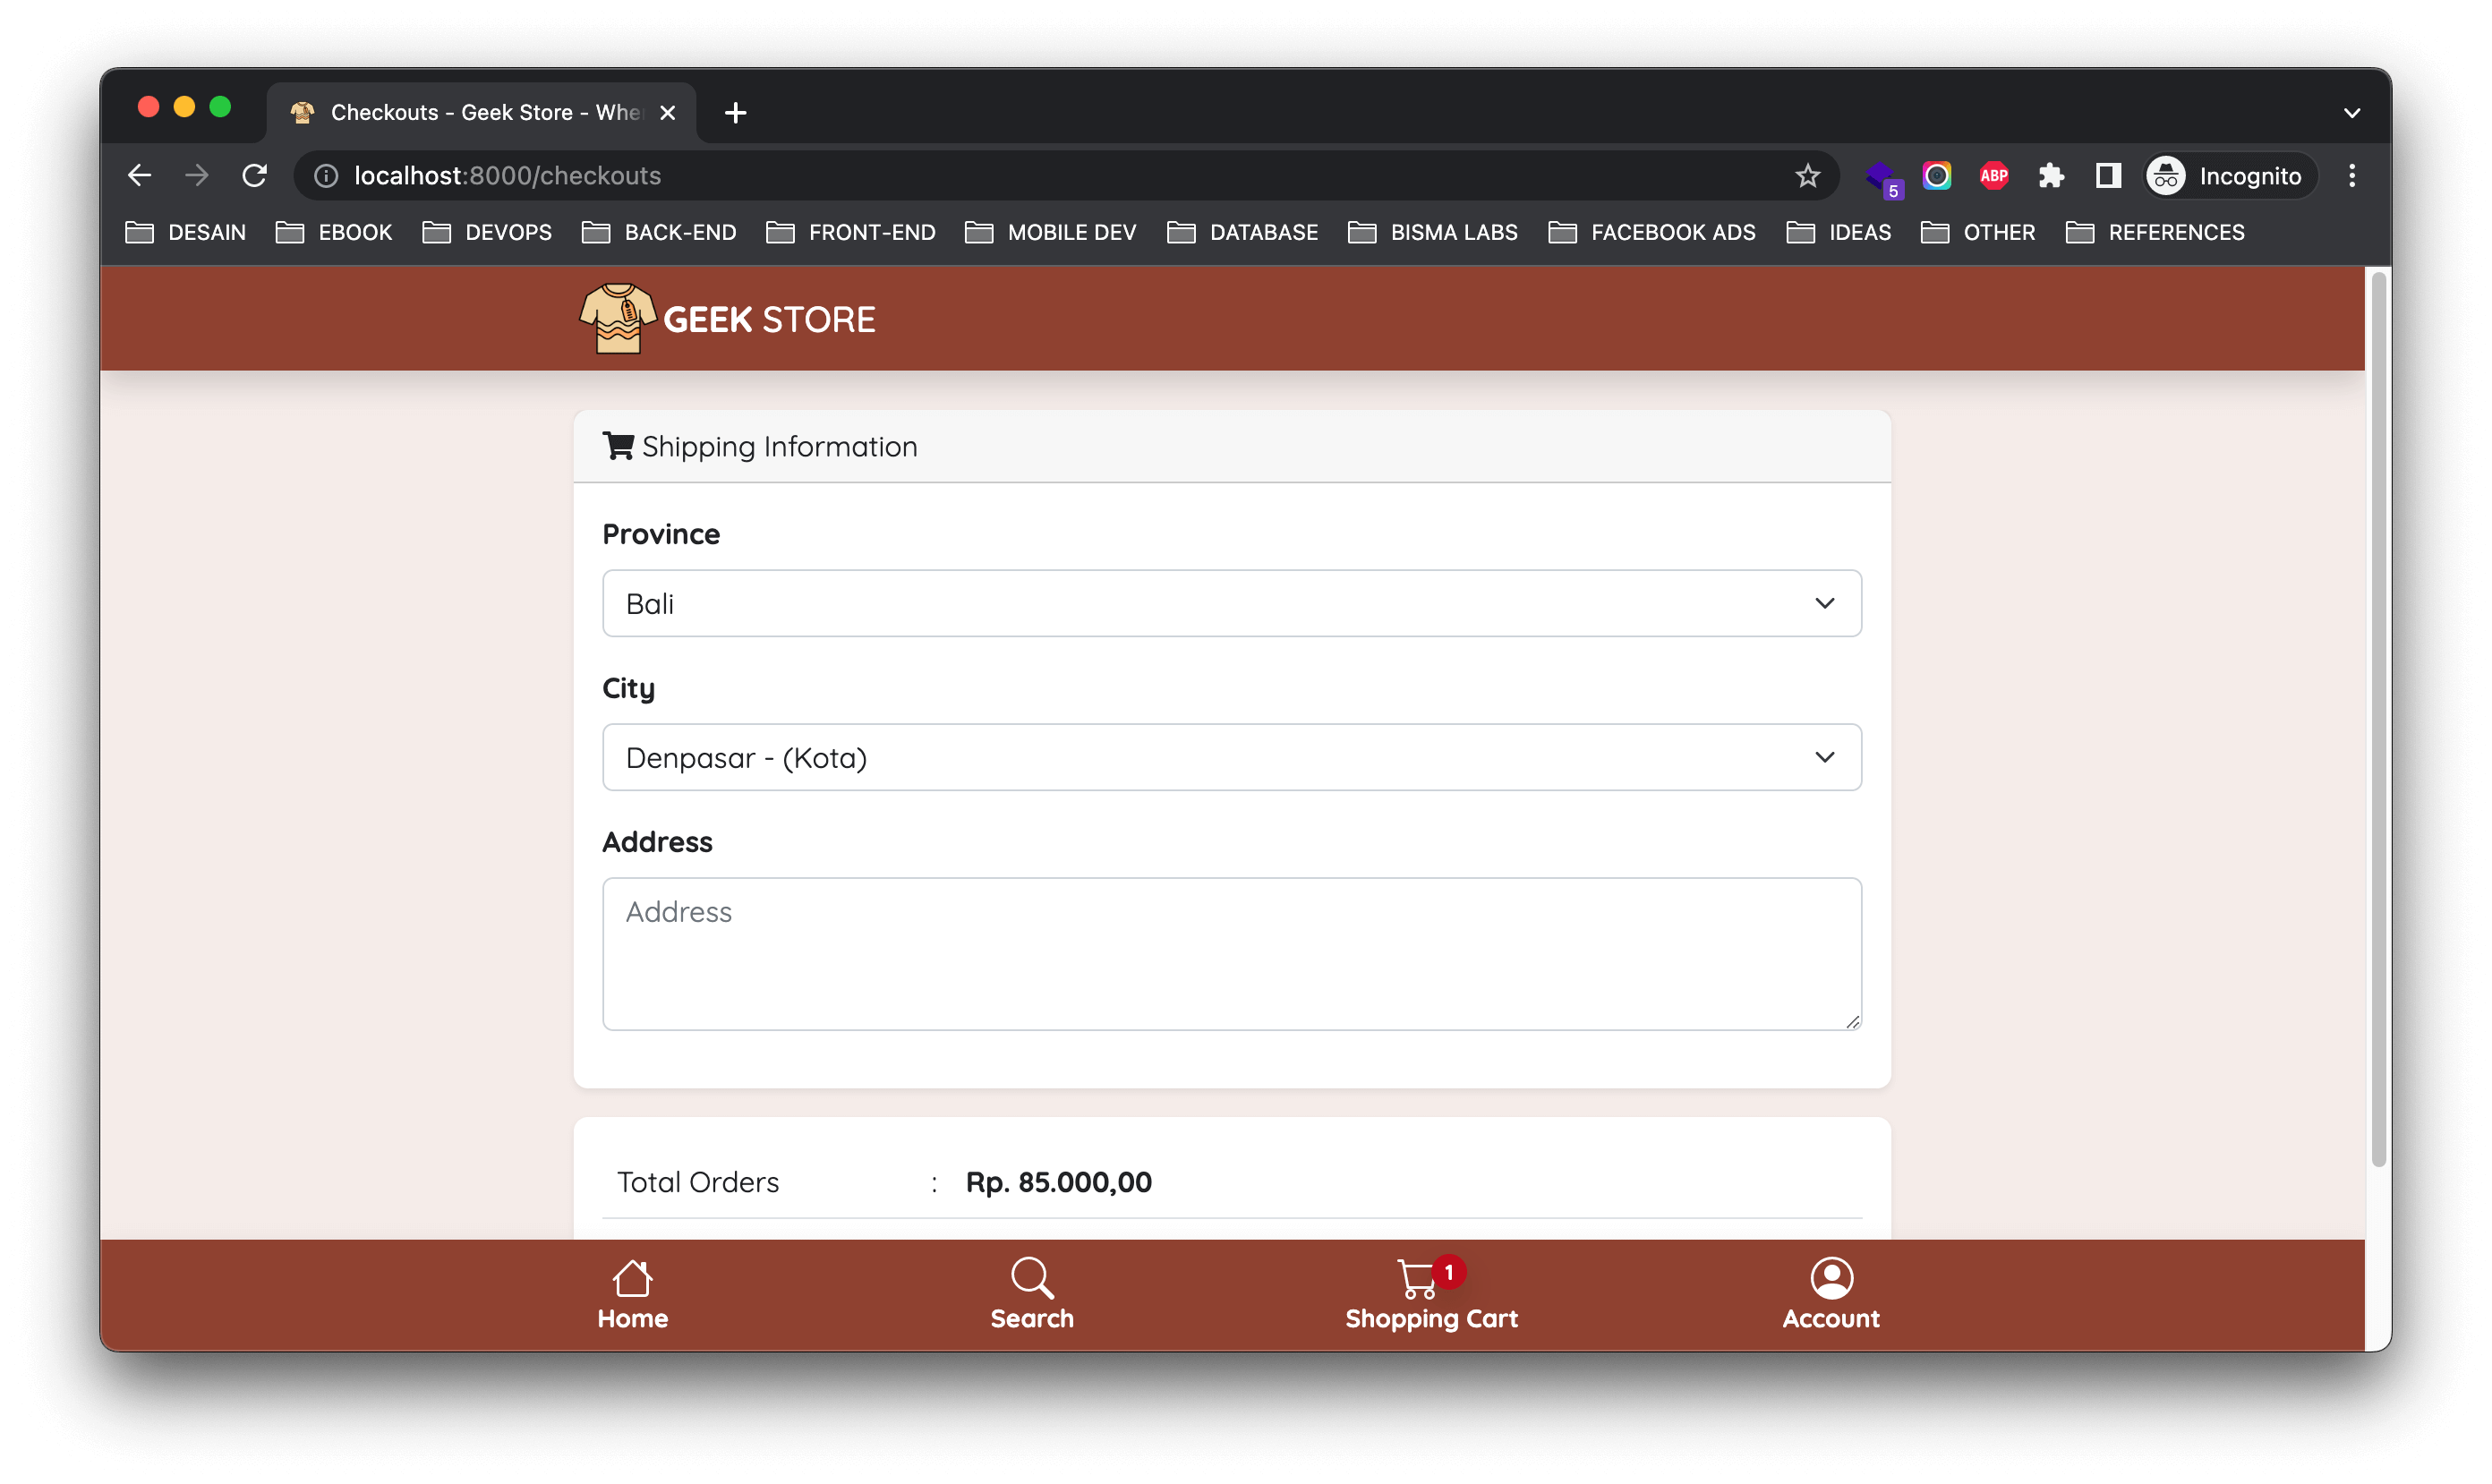 Checkouts - Geek Store - Whe
localhost:8000/checkouts
5
ABP
Incognito
DESAIN EBOOK DEVOPS BACK-END FRONT-END MOBILE DEV DATABASE BISMA LABS FACEBOOK ADS IDEAS OTHER REFERENCES
GEEK STORE
Shipping Information
Province
Bali
City
Denpasar - (Kota)
Address
Address
Total Orders : Rp. 85.000,00
1
Home Search Shopping Cart Account